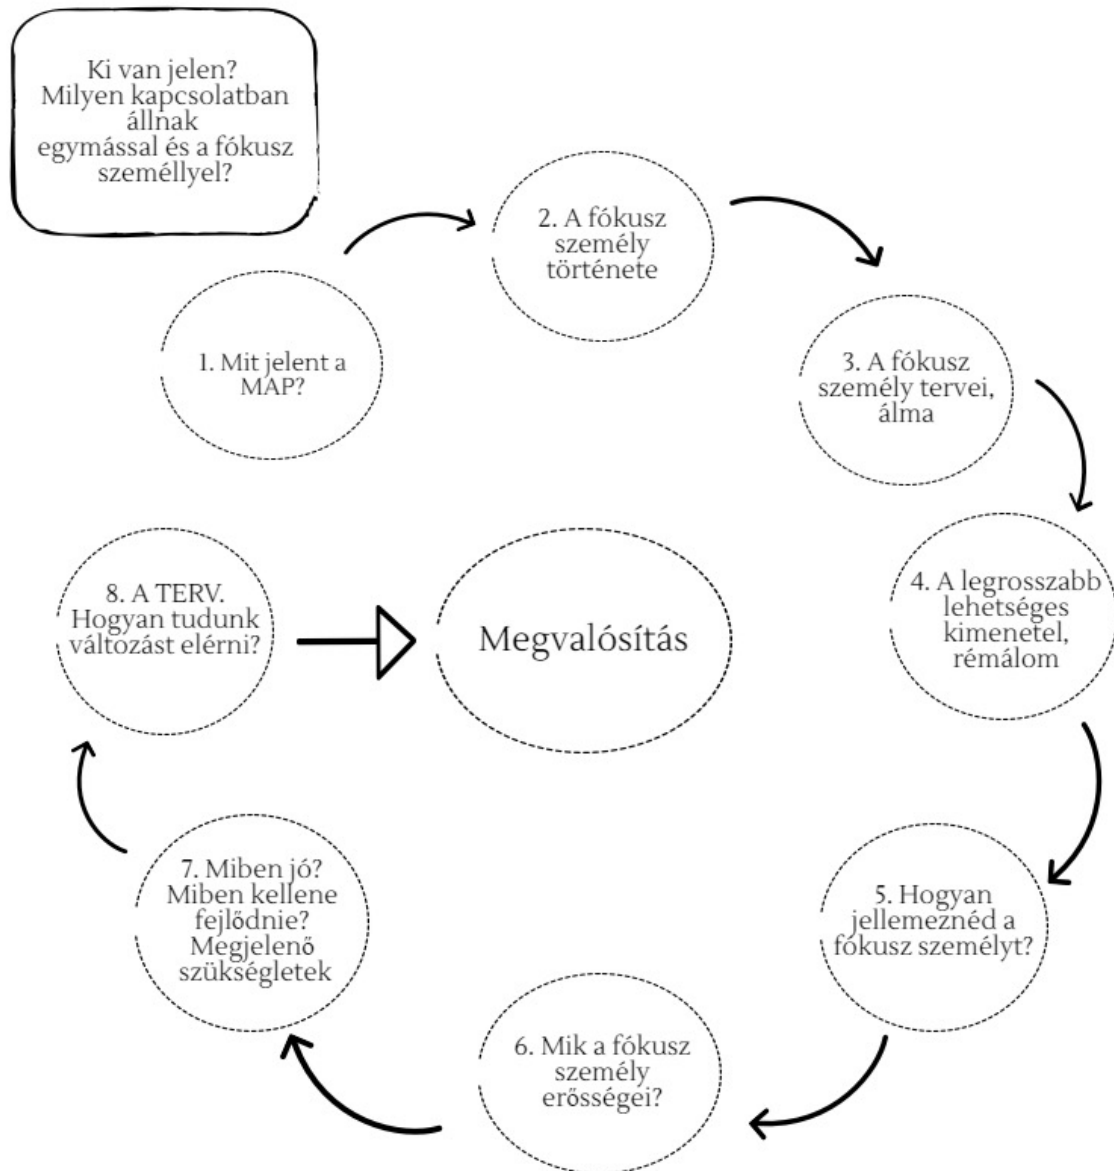 Ki van jelen?
Milyen kapcsolatban
állnak
egymással és a fókusz
személlyel?
1. Mit jelent a
MAP?
2. A fókusz
személy
története
3. A fókusz
személy tervei,
álma
4. A legrosszabb
lehetséges
kimenetel,
rémálom
5. Hogyan
jellemeznéd a
fókusz személyt?
6. Mik a fókusz
személy
erősségei?
7. Miben jó?
Miben kellene
fejlődnie?
Megjelenő
szükségletek
8. A TERV.
Hogyan tudunk
változást elérni?
Megvalósítás